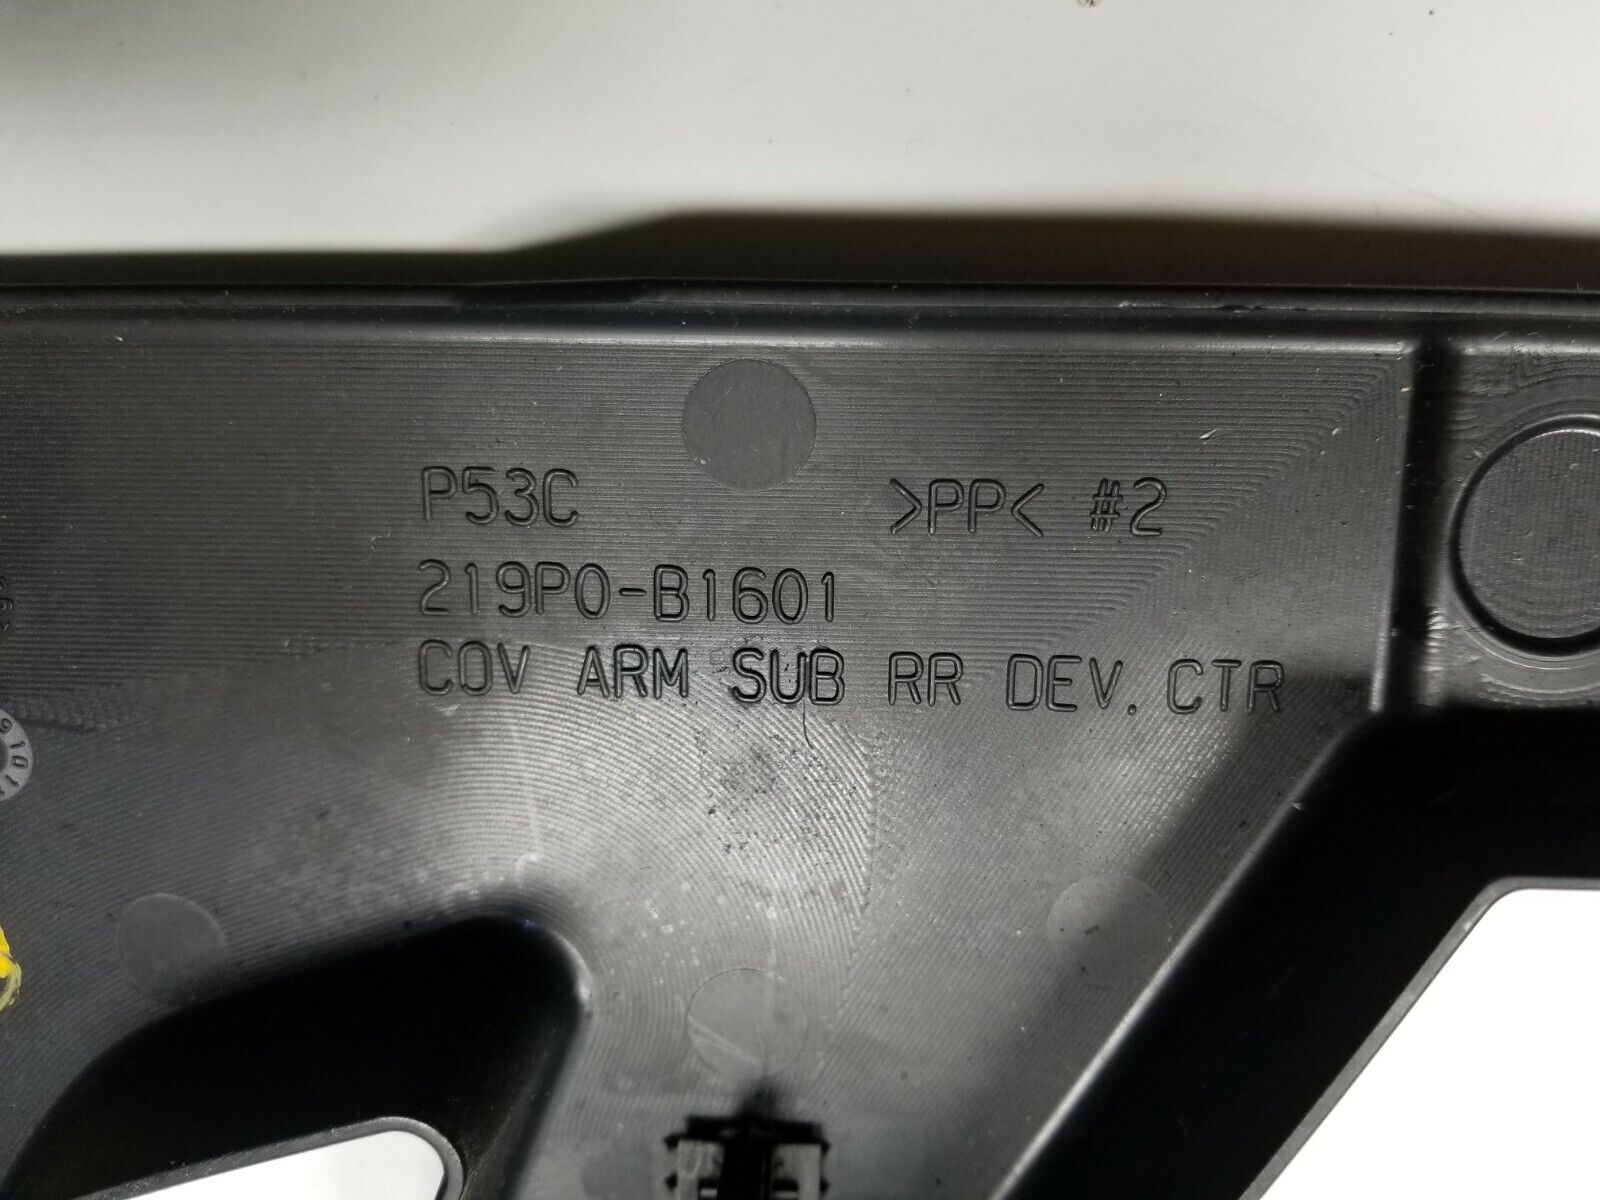 P53C >PP< #2
219P0-B1601
COV ARM SUB RR DEV. CTR